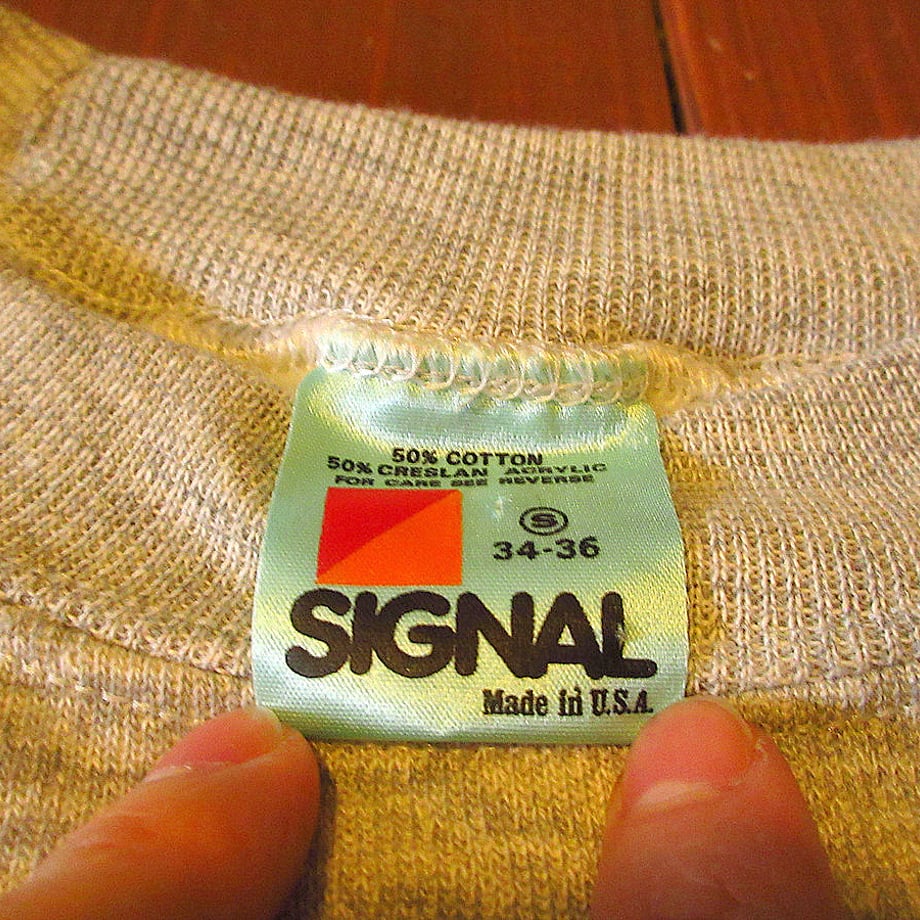 50% COTTON
50% CRESLAN ACRYLIC
FOR CARE SEE REVERSE
S
34-36
SIGNAL
Made in U.S.A.